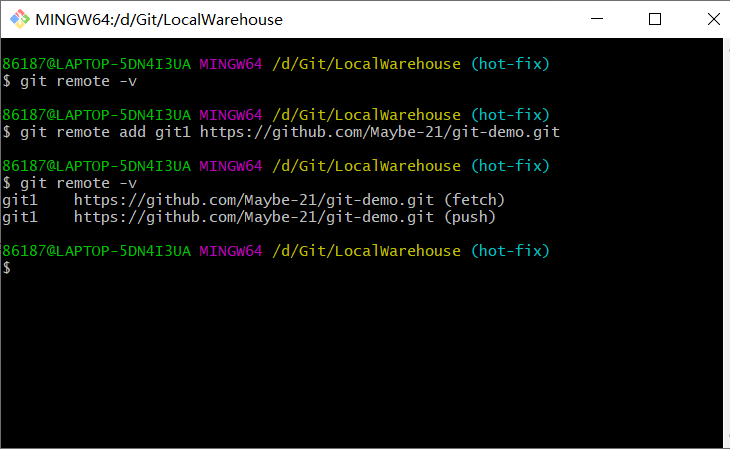 MINGW64:/d/Git/LocalWarehouse
86187@LAPTOP-5DN4I3UA MINGW64 /d/Git/LocalWarehouse (hot-fix)
$ git remote -v
86187@LAPTOP-5DN4I3UA MINGW64 /d/Git/LocalWarehouse (hot-fix)
$ git remote add git1 https://github.com/Maybe-21/git-demo.git
86187@LAPTOP-5DN4I3UA MINGW64 /d/Git/LocalWarehouse (hot-fix)
$ git remote -v
git1    https://github.com/Maybe-21/git-demo.git (fetch)
git1    https://github.com/Maybe-21/git-demo.git (push)
86187@LAPTOP-5DN4I3UA MINGW64 /d/Git/LocalWarehouse (hot-fix)
$